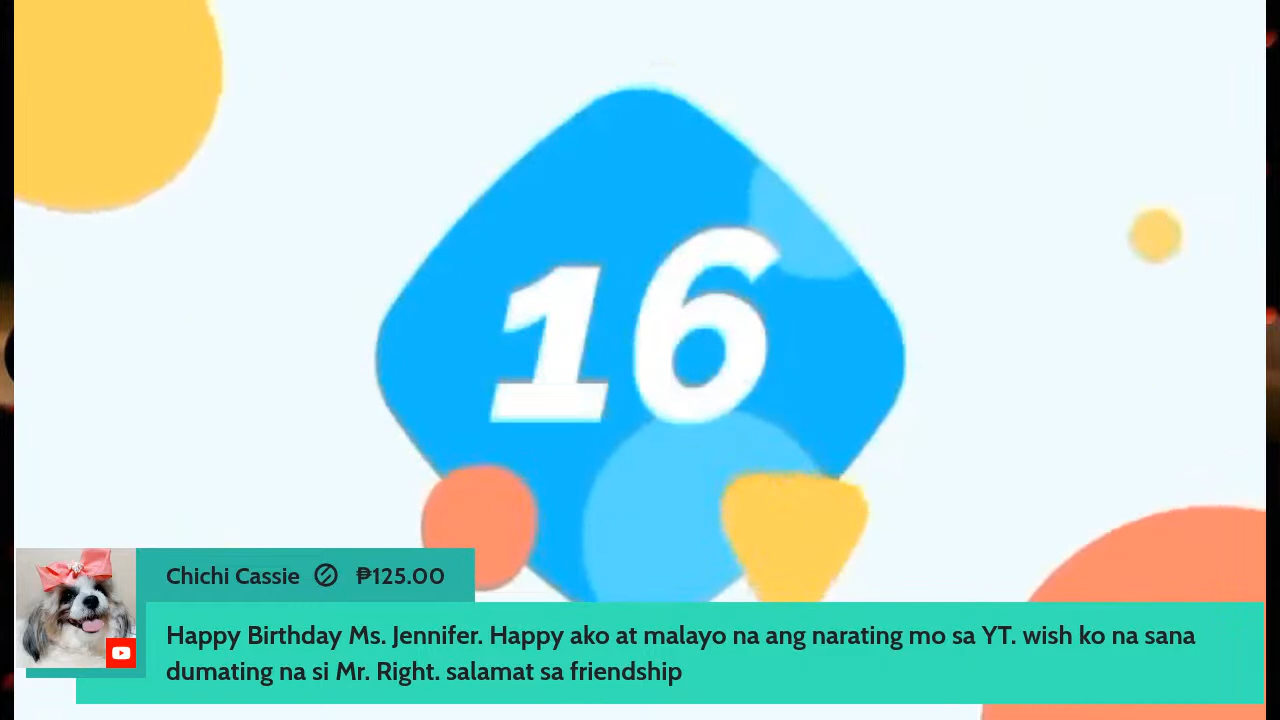 16
Chichi Cassie ₱125.00
Happy Birthday Ms. Jennifer. Happy ako at malayo na ang narating mo sa YT. wish ko na sana
dumating na si Mr. Right. salamat sa friendship